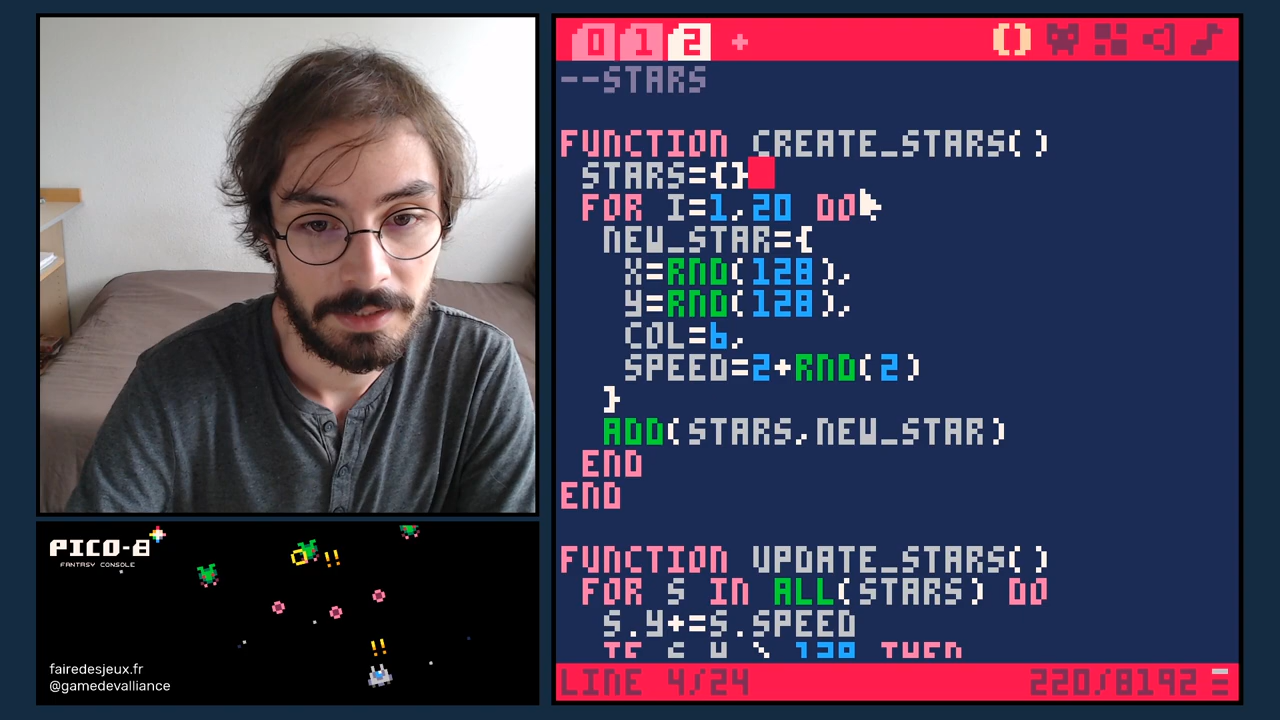 0 1 2 +
--STARS
FUNCTION CREATE_STARS()
STARS={}
FOR I=1,20 DO
NEW_STAR={
X=RND(128),
Y=RND(128),
COL=6,
SPEED=2+RND(2)
}
ADD(STARS,NEW_STAR)
END
END
FUNCTION UPDATE_STARS()
FOR S IN ALL(STARS) DO
S.Y+=S.SPEED
LINE 4/24
220/8192
PICO-8
FANTASY CONSOLE
!!
!!
fairedesjeux.fr
@gamedevalliance